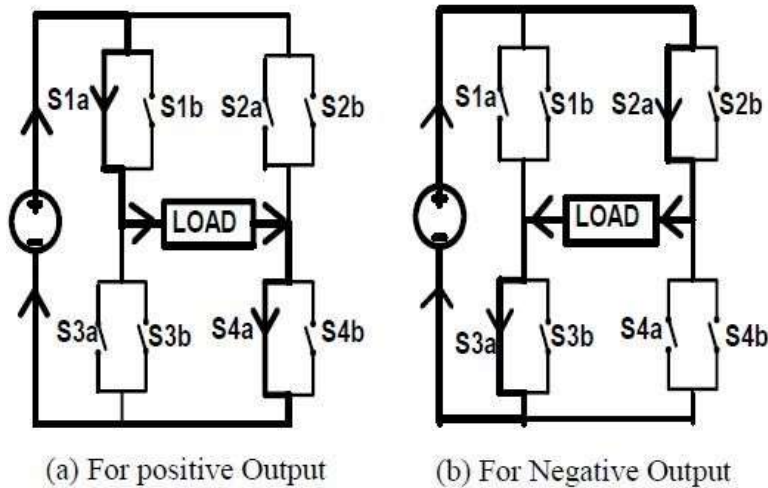 S1a S1b S2a S2b
+
LOAD
-
S3a S3b S4a S4b
(a) For positive Output
S1a S1b S2a S2b
+
LOAD
-
S3a S3b S4a S4b
(b) For Negative Output